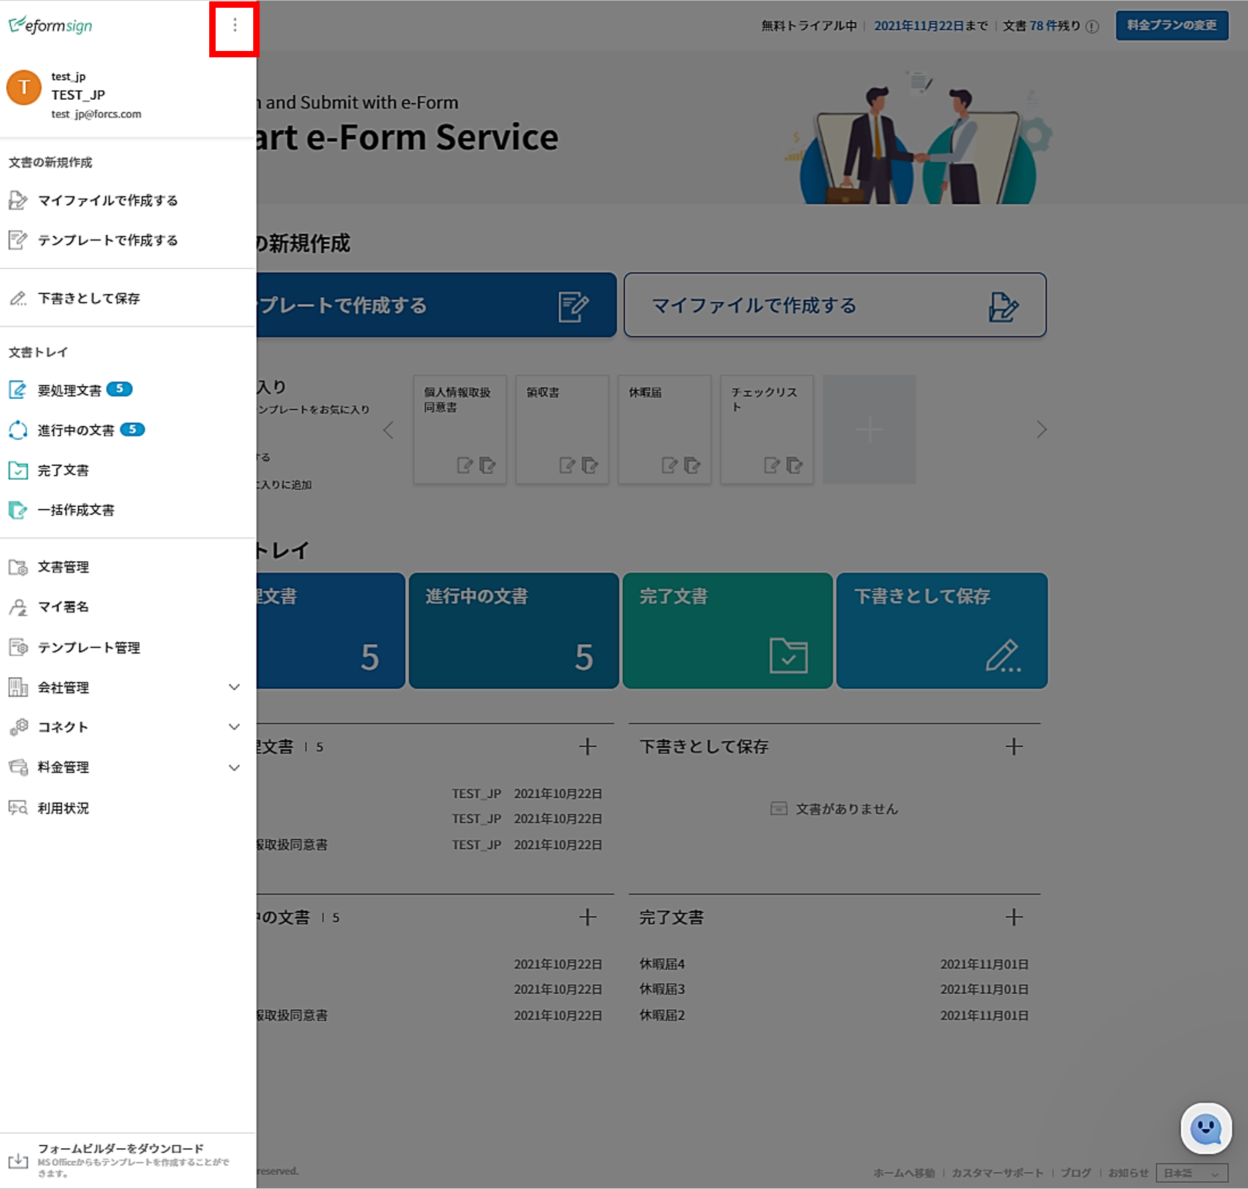 eformsign
test_jp
TEST_JP
test_jp@forcs.com
文書の新規作成
マイファイルで作成する
テンプレートで作成する
下書きとして保存
文書トレイ
要処理文書 5
進行中の文書 5
完了文書
一括作成文書
文書管理
マイ署名
テンプレート管理
会社管理
コネクト
料金管理
利用状況
フォームビルダーをダウンロード
MS Officeからもテンプレートを作成することがで
きます。
無料トライアル中 | 2021年11月22日まで | 文書 78 件残り
料金プランの変更
and Submit with e-Form
art e-Form Service
の新規作成
プレートで作成する
マイファイルで作成する
入り
ンプレートをお気に入り
する
に入りに追加
個人情報取扱
同意書
領収書
休暇届
チェックリス
ト
トレイ
理文書
5
進行中の文書
5
完了文書
下書きとして保存
理文書 | 5
TEST_JP 2021年10月22日
TEST_JP 2021年10月22日
報取扱同意書 TEST_JP 2021年10月22日
下書きとして保存
文書がありません
中の文書 | 5
2021年10月22日
2021年10月22日
報取扱同意書 2021年10月22日
完了文書
休暇届4 2021年11月01日
休暇届3 2021年11月01日
休暇届2 2021年11月01日
reserved.
ホームへ移動 | カスタマーサポート | ブログ | お知らせ
日本語